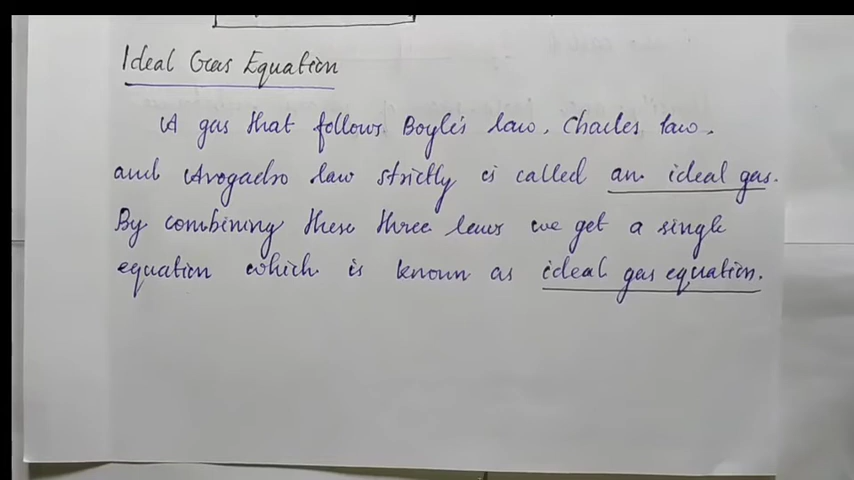 Ideal Gas Equation
A gas that follows Boyle's law, Charles law,
and Avogadro law strictly is called an ideal gas.
By combining these three laws we get a single
equation which is known as ideal gas equation.